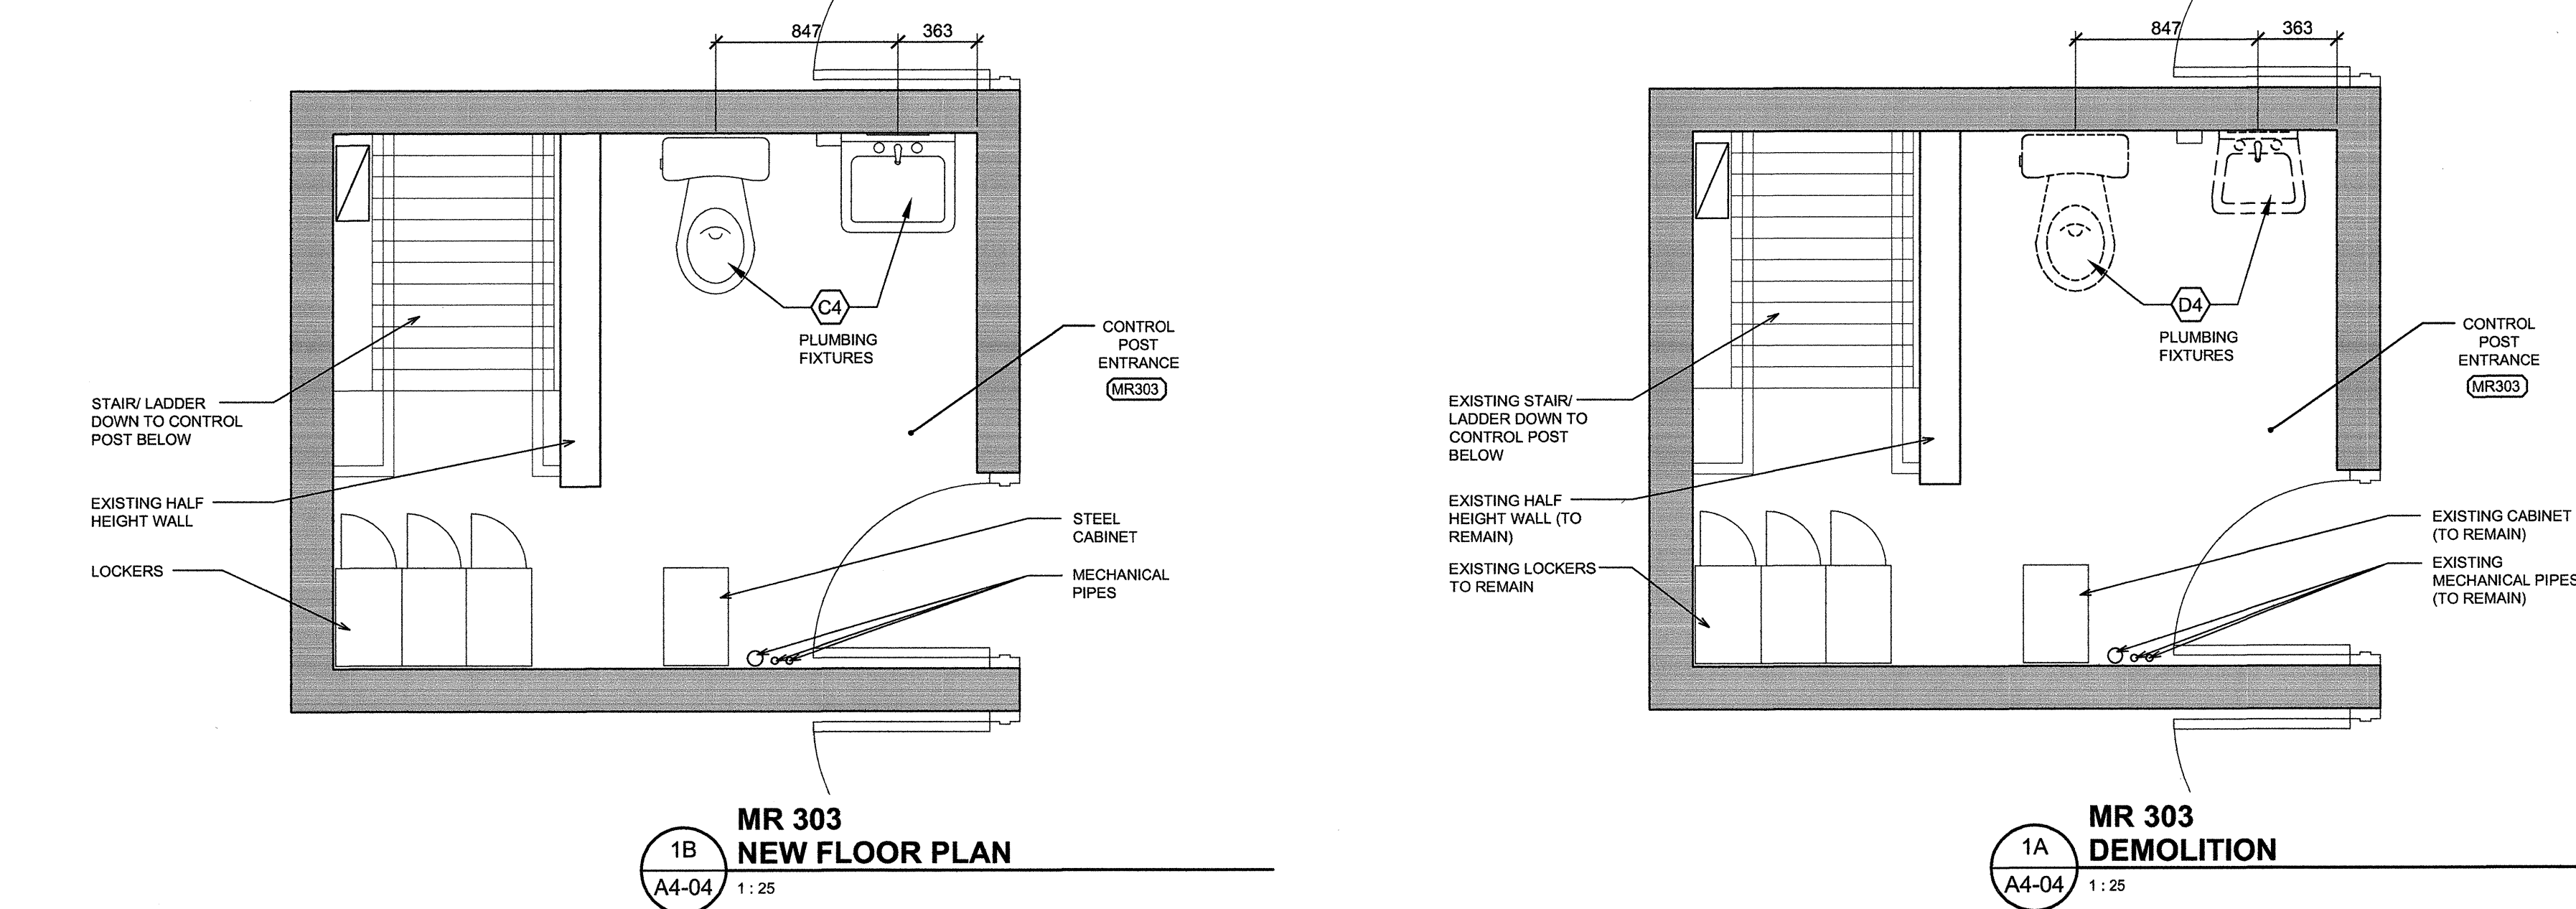 847
363
C4
PLUMBING
FIXTURES
CONTROL
POST
ENTRANCE
MR303
STAIR/ LADDER
DOWN TO CONTROL
POST BELOW
EXISTING HALF
HEIGHT WALL
LOCKERS
STEEL
CABINET
MECHANICAL
PIPES
1B
A4-04
MR 303
NEW FLOOR PLAN
1 : 25
847
363
D4
PLUMBING
FIXTURES
CONTROL
POST
ENTRANCE
MR303
EXISTING STAIR/
LADDER DOWN TO
CONTROL POST
BELOW
EXISTING HALF
HEIGHT WALL (TO
REMAIN)
EXISTING LOCKERS
TO REMAIN
EXISTING CABINET
(TO REMAIN)
EXISTING
MECHANICAL PIPES
(TO REMAIN)
1A
A4-04
MR 303
DEMOLITION
1 : 25